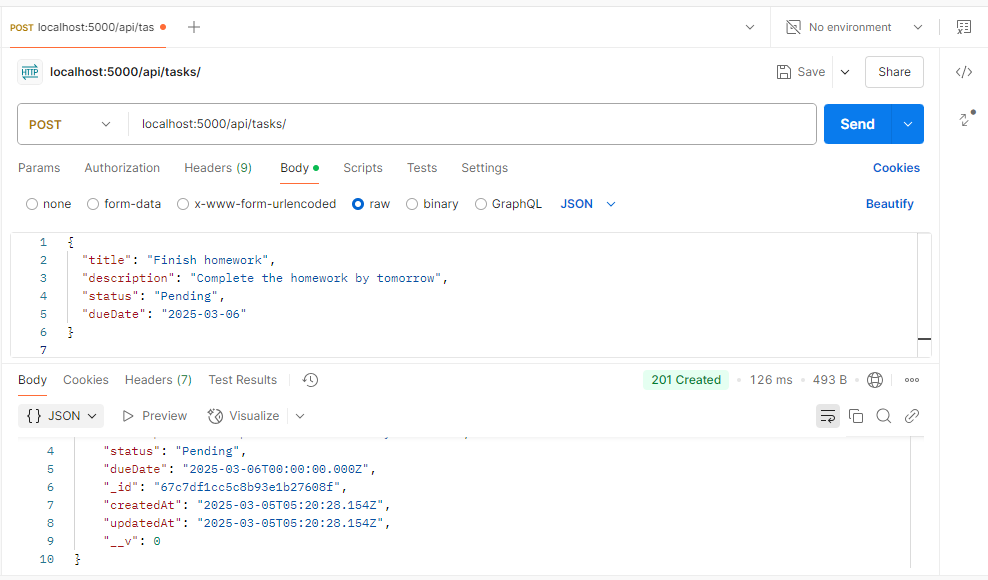 POST localhost:5000/api/tas
No environment
HTTP localhost:5000/api/tasks/
Save
Share
POST localhost:5000/api/tasks/
Send
Params Authorization Headers (9) Body Scripts Tests Settings Cookies
none form-data x-www-form-urlencoded raw binary GraphQL JSON Beautify
1 {
2 "title": "Finish homework",
3 "description": "Complete the homework by tomorrow",
4 "status": "Pending",
5 "dueDate": "2025-03-06"
6 }
7
Body Cookies Headers (7) Test Results 201 Created • 126 ms • 493 B
{} JSON Preview Visualize
4 "status": "Pending",
5 "dueDate": "2025-03-06T00:00:00.000Z",
6 "_id": "67c7df1cc5c8b93e1b27608f",
7 "createdAt": "2025-03-05T05:20:28.154Z",
8 "updatedAt": "2025-03-05T05:20:28.154Z",
9 "__v": 0
10 }